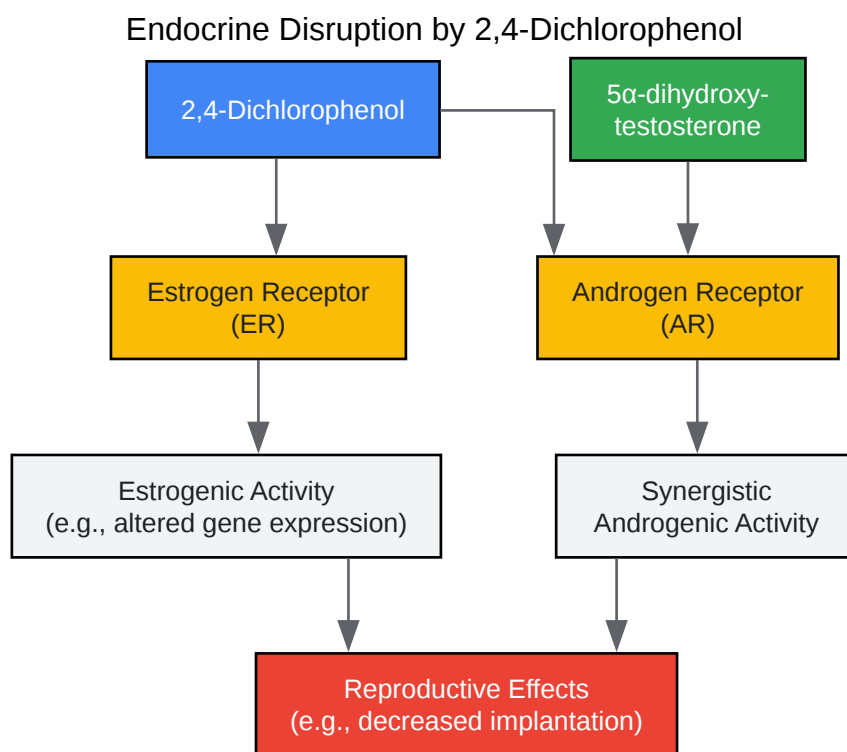 Endocrine Disruption by 2,4-Dichlorophenol
2,4-Dichlorophenol
5α-dihydroxy-
testosterone
Estrogen Receptor
(ER)
Androgen Receptor
(AR)
Estrogenic Activity
(e.g., altered gene expression)
Synergistic
Androgenic Activity
Reproductive Effects
(e.g., decreased implantation)